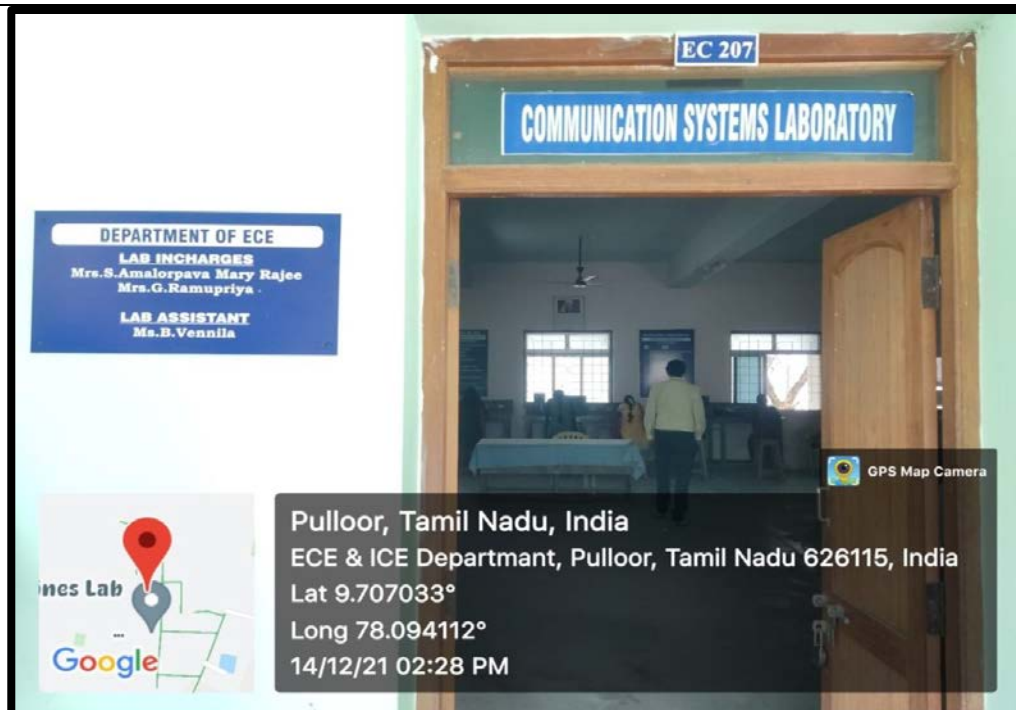 EC 207
COMMUNICATION SYSTEMS LABORATORY
DEPARTMENT OF ECE
LAB INCHARGES
Mrs.S.Amalorpava Mary Rajee
Mrs.G.Ramupriya
LAB ASSISTANT
Ms.B.Vennila
GPS Map Camera
nes Lab
Google
Pulloor, Tamil Nadu, India
ECE & ICE Departmant, Pulloor, Tamil Nadu 626115, India
Lat 9.707033°
Long 78.094112°
14/12/21 02:28 PM